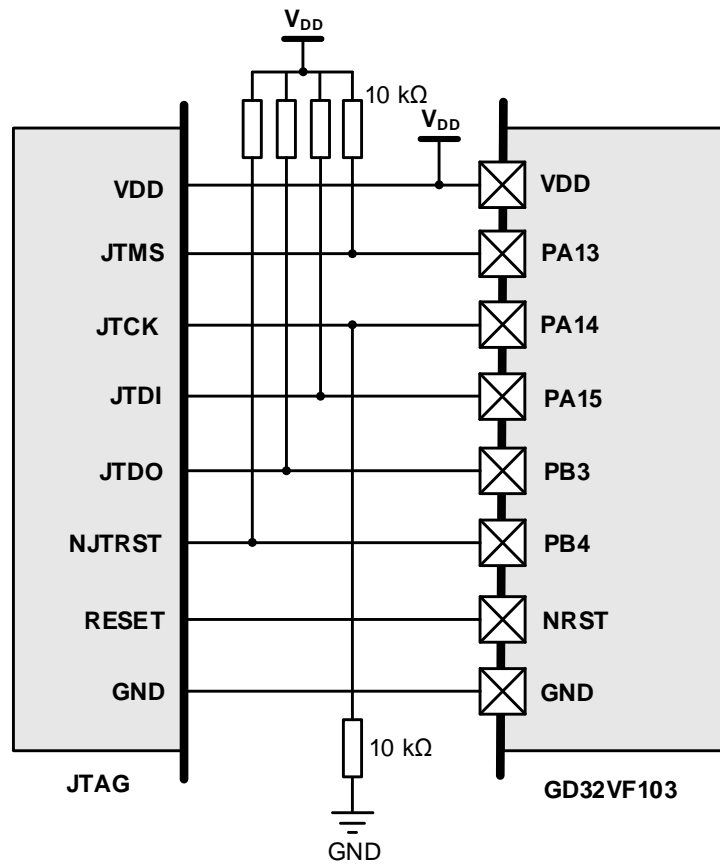 VDD
10 kΩ
VDD
VDD VDD
JTMS PA13
JTCK PA14
JTDI PA15
JTDO PB3
NJTRST PB4
RESET NRST
GND GND
10 kΩ
JTAG GD32VF103
GND